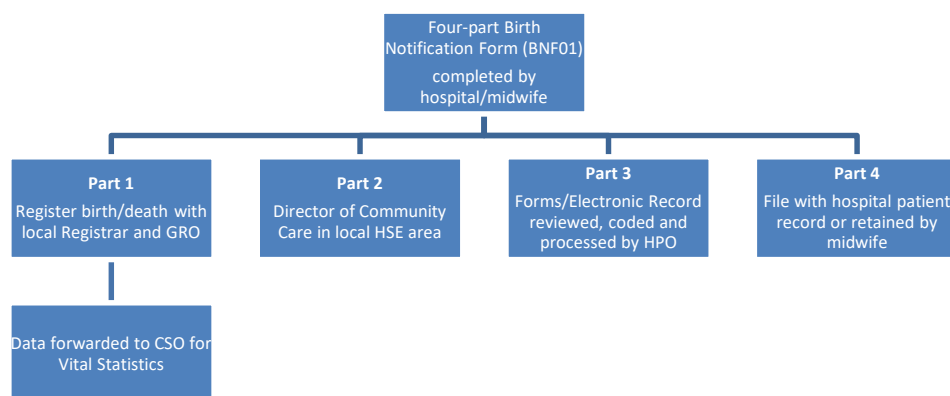 Four-part Birth
Notification Form (BNF01)
completed by
hospital/midwife
Part 1
Register birth/death with
local Registrar and GRO
Part 2
Director of Community
Care in local HSE area
Part 3
Forms/Electronic Record
reviewed, coded and
processed by HPO
Part 4
File with hospital patient
record or retained by
midwife
Data forwarded to CSO for
Vital Statistics